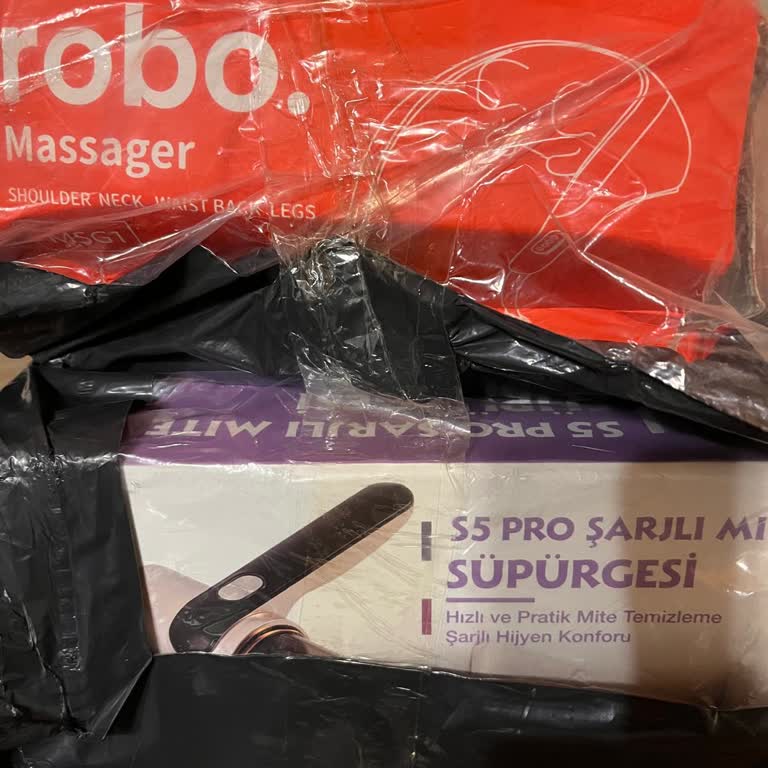 robo.
Massager
SHOULDER NECK WAIST BACK LEGS
MSG1
S5 PRO ŞARJLI MITE
S5 PRO ŞARJLI Mİ
SÜPÜRGESİ
Hızlı ve Pratik Mite Temizleme
Şarjlı Hijyen Konforu